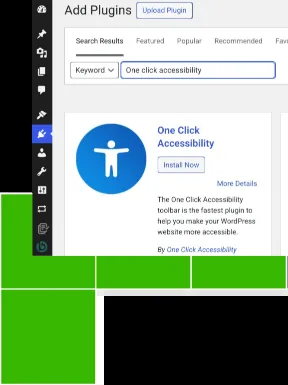 Add Plugins Upload Plugin
Search Results Featured Popular Recommended
Keyword One click accessibility
One Click
Accessibility
Install Now
More Details
The One Click Accessibility
toolbar is the fastest plugin to
help you make your WordPress
website more accessible.
By One Click Accessibility